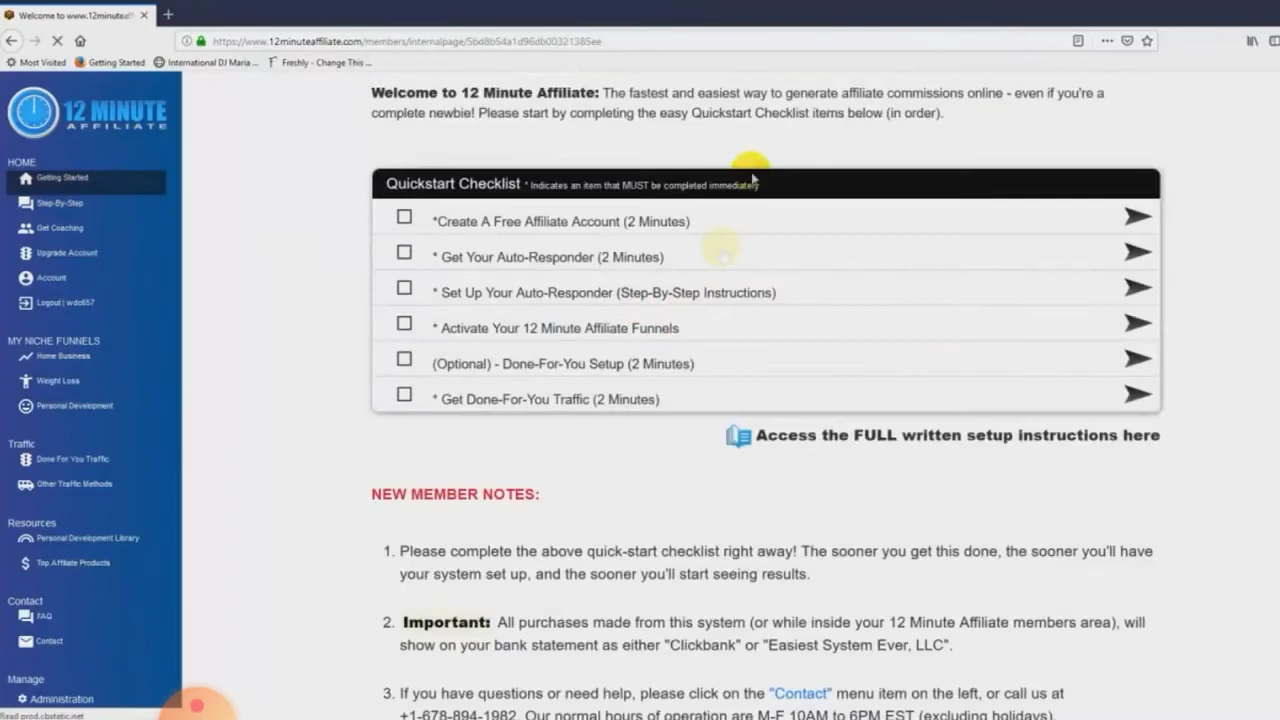 Welcome to www.12minuteaff
https://www.12minuteaffiliate.com/members/internalpage/5bd8b54a1d96db00321385ee
Most Visited Getting Started International DJ Maria ... Freshly - Change This ...
12 MINUTE
AFFILIATE
HOME
Getting Started
Step-By-Step
Get Coaching
Upgrade Account
Account
Logout | wdc657
MY NICHE FUNNELS
Home Business
Weight Loss
Personal Development
Traffic
Done For You Traffic
Other Traffic Methods
Resources
Personal Development Library
Top Affiliate Products
Contact
FAQ
Contact
Manage
Administration
Read prod.cbstatic.net
Welcome to 12 Minute Affiliate: The fastest and easiest way to generate affiliate commissions online - even if you're a
complete newbie! Please start by completing the easy Quickstart Checklist items below (in order).
Quickstart Checklist * Indicates an item that MUST be completed immediately
*Create A Free Affiliate Account (2 Minutes)
* Get Your Auto-Responder (2 Minutes)
* Set Up Your Auto-Responder (Step-By-Step Instructions)
* Activate Your 12 Minute Affiliate Funnels
(Optional) - Done-For-You Setup (2 Minutes)
* Get Done-For-You Traffic (2 Minutes)
Access the FULL written setup instructions here
NEW MEMBER NOTES:
1. Please complete the above quick-start checklist right away! The sooner you get this done, the sooner you'll have
your system set up, and the sooner you'll start seeing results.
2. Important: All purchases made from this system (or while inside your 12 Minute Affiliate members area), will
show on your bank statement as either "Clickbank" or "Easiest System Ever, LLC".
3. If you have questions or need help, please click on the "Contact" menu item on the left, or call us at
+1-678-894-1982. Our normal hours of operation are M-F 10AM to 6PM EST (excluding holidays).